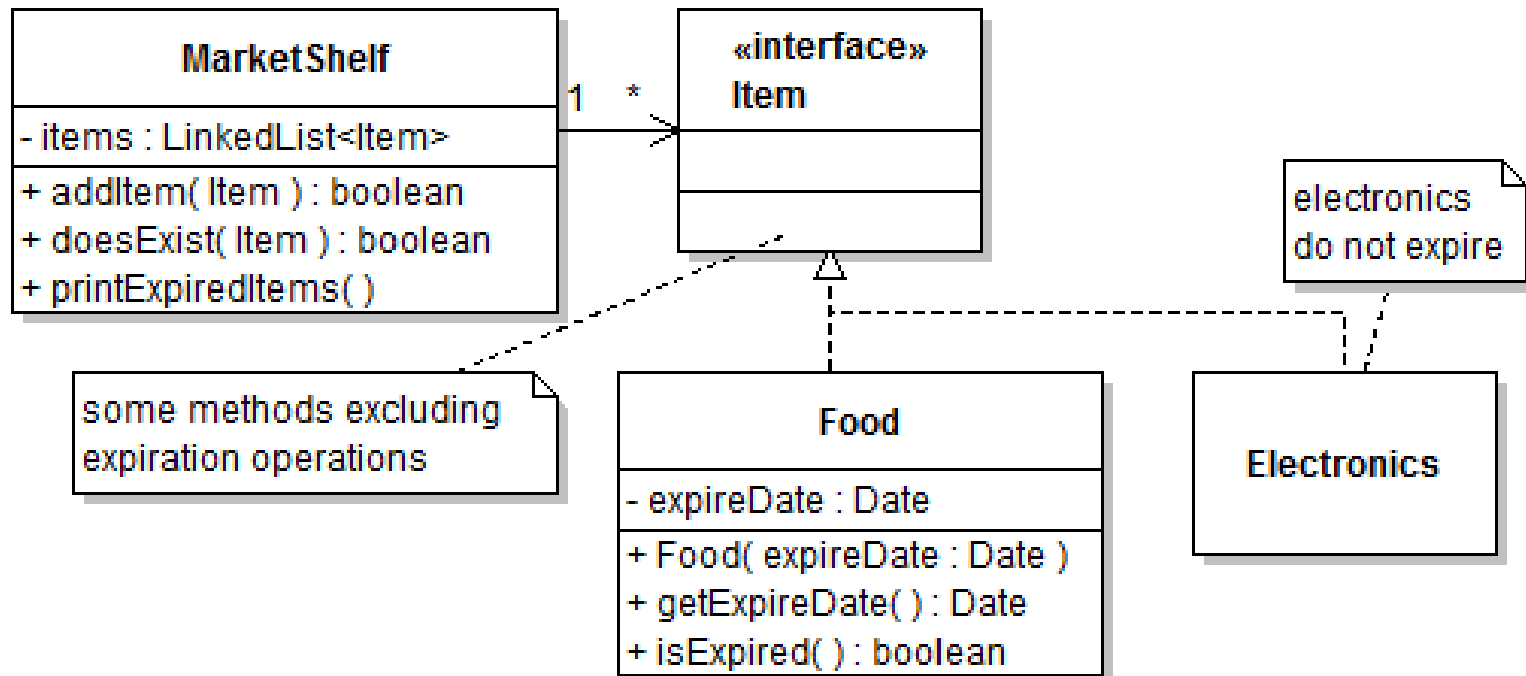 MarketShelf
- items : LinkedList<Item>
+ addItem( Item ) : boolean
+ doesExist( Item ) : boolean
+ printExpiredItems( )
1 *
«interface»
Item
electronics
do not expire
some methods excluding
expiration operations
Food
- expireDate : Date
+ Food( expireDate : Date )
+ getExpireDate( ) : Date
+ isExpired( ) : boolean
Electronics